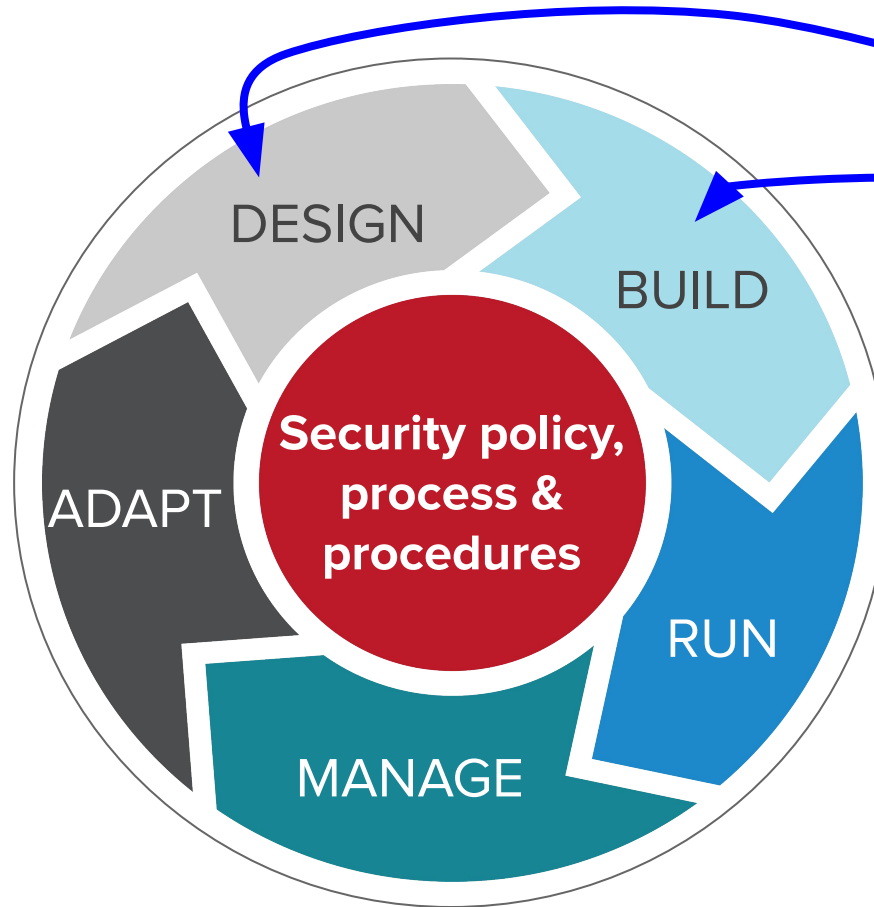 DESIGN
BUILD
Security policy,
process &
procedures
ADAPT
RUN
MANAGE